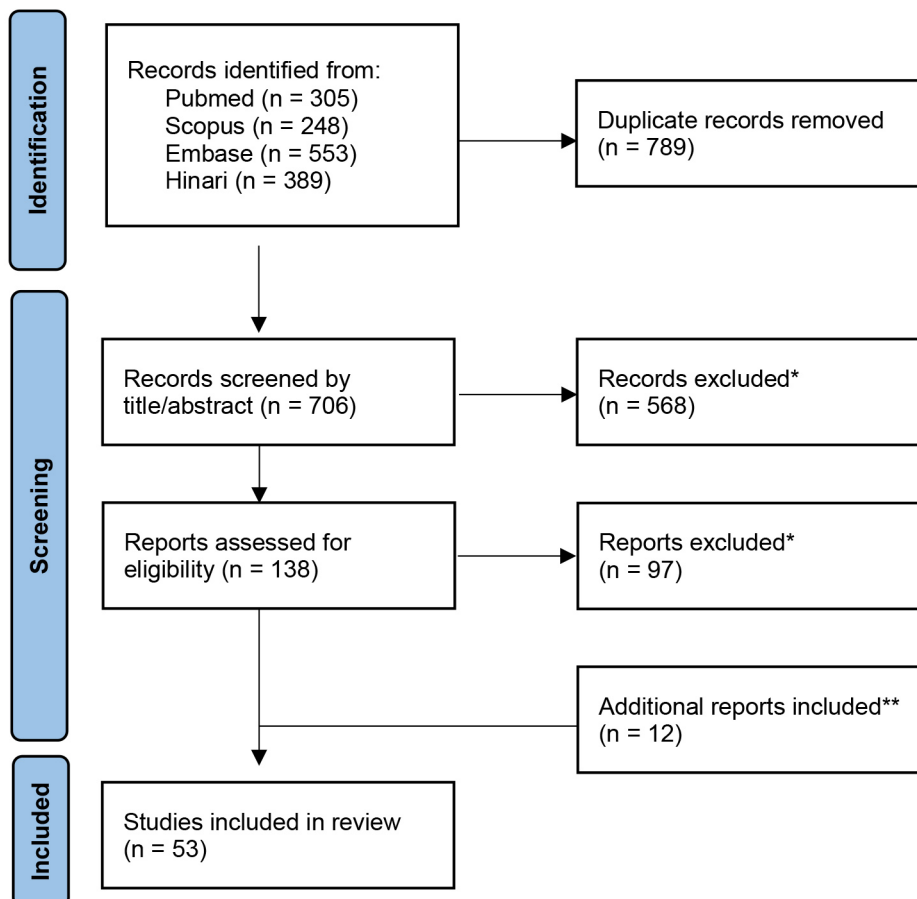 Identification
Records identified from:
Pubmed (n = 305)
Scopus (n = 248)
Embase (n = 553)
Hinari (n = 389)
Duplicate records removed
(n = 789)
Screening
Records screened by
title/abstract (n = 706)
Records excluded*
(n = 568)
Reports assessed for
eligibility (n = 138)
Reports excluded*
(n = 97)
Additional reports included**
(n = 12)
Included
Studies included in review
(n = 53)